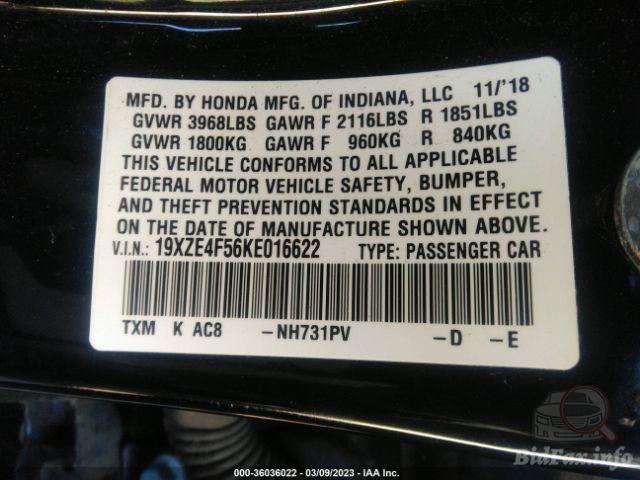 MFD. BY HONDA MFG. OF INDIANA, LLC 11/'18
GVWR 3968LBS GAWR F 2116LBS R 1851LBS
GVWR 1800KG GAWR F 960KG R 840KG
THIS VEHICLE CONFORMS TO ALL APPLICABLE
FEDERAL MOTOR VEHICLE SAFETY, BUMPER,
AND THEFT PREVENTION STANDARDS IN EFFECT
ON THE DATE OF MANUFACTURE SHOWN ABOVE.
V.I.N.: 19XZE4F56KE016622 TYPE: PASSENGER CAR
TXM K AC8 -NH731PV -D -E
BidFax.info
000-36036022 - 03/09/2023 - IAA Inc.